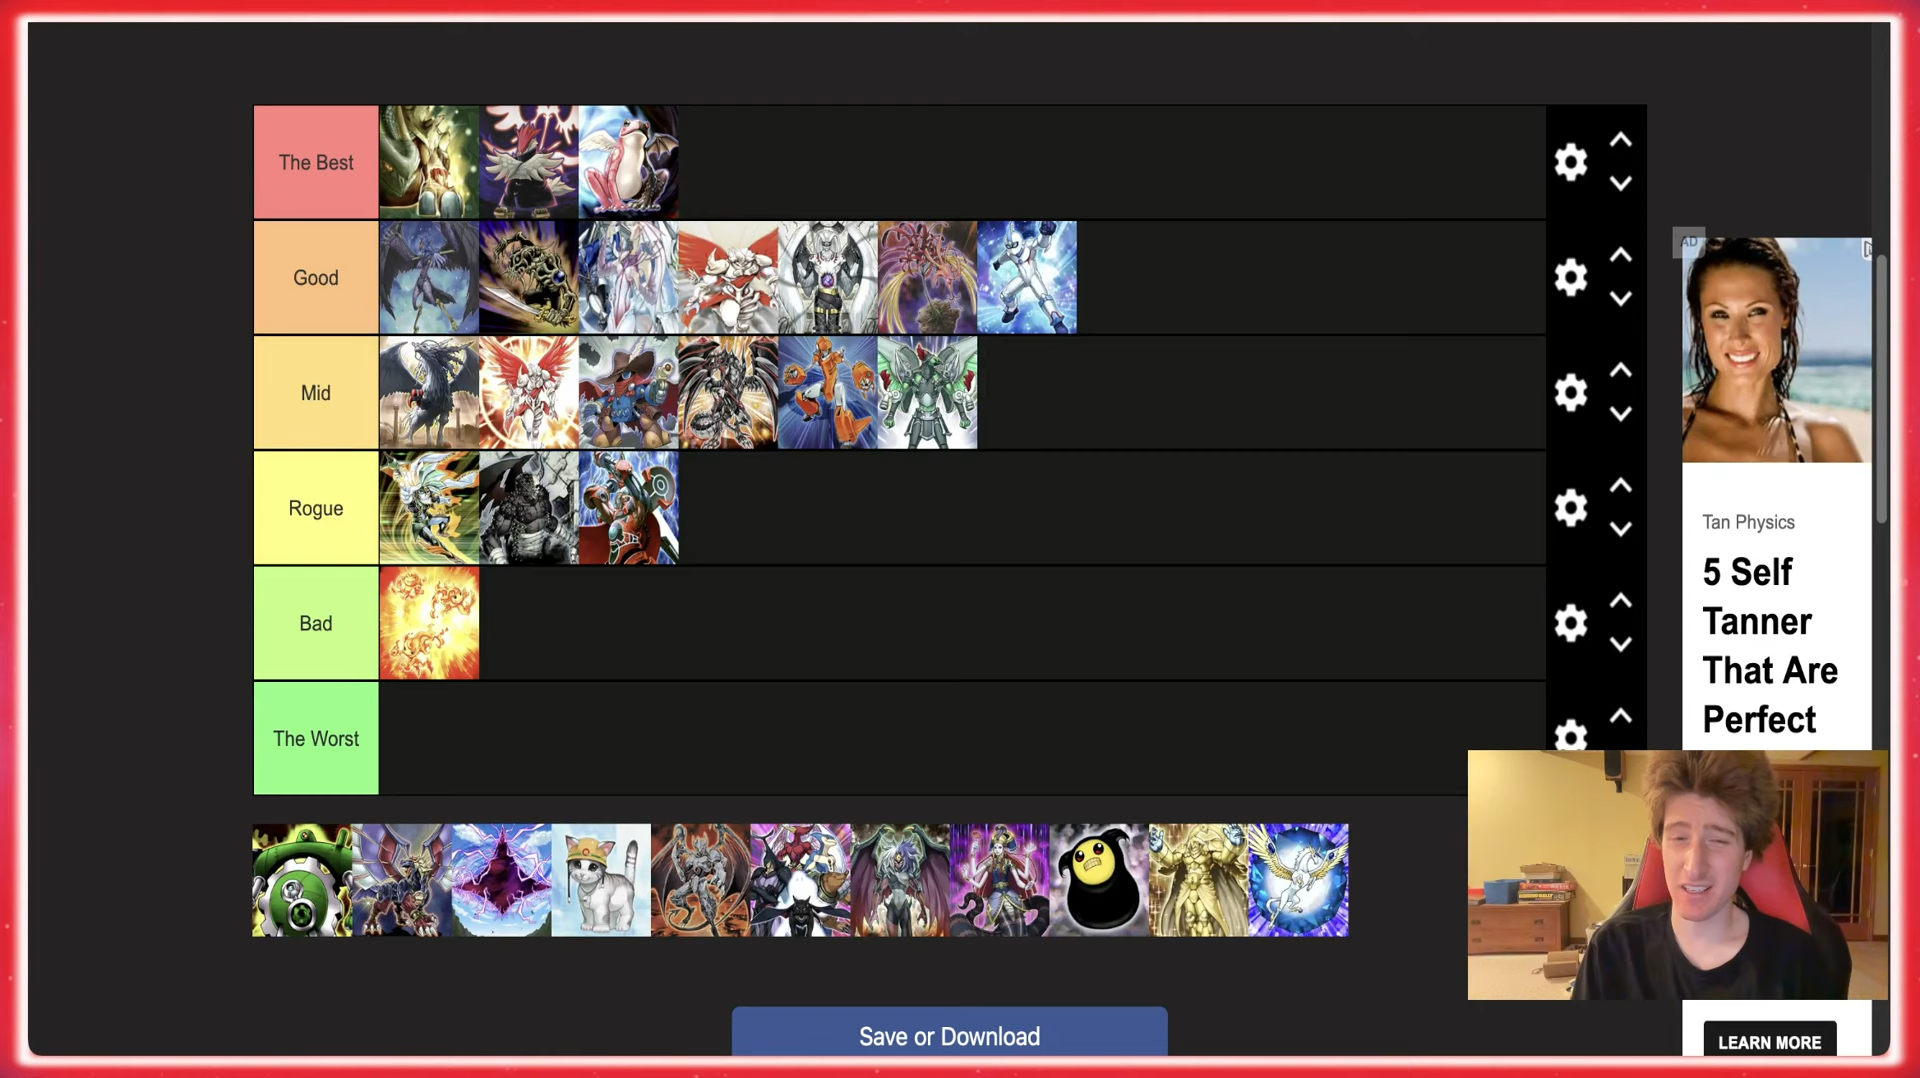 The Best
Good
Mid
Rogue
Bad
The Worst
AD
Tan Physics
5 Self
Tanner
That Are
Perfect
Save or Download
LEARN MORE